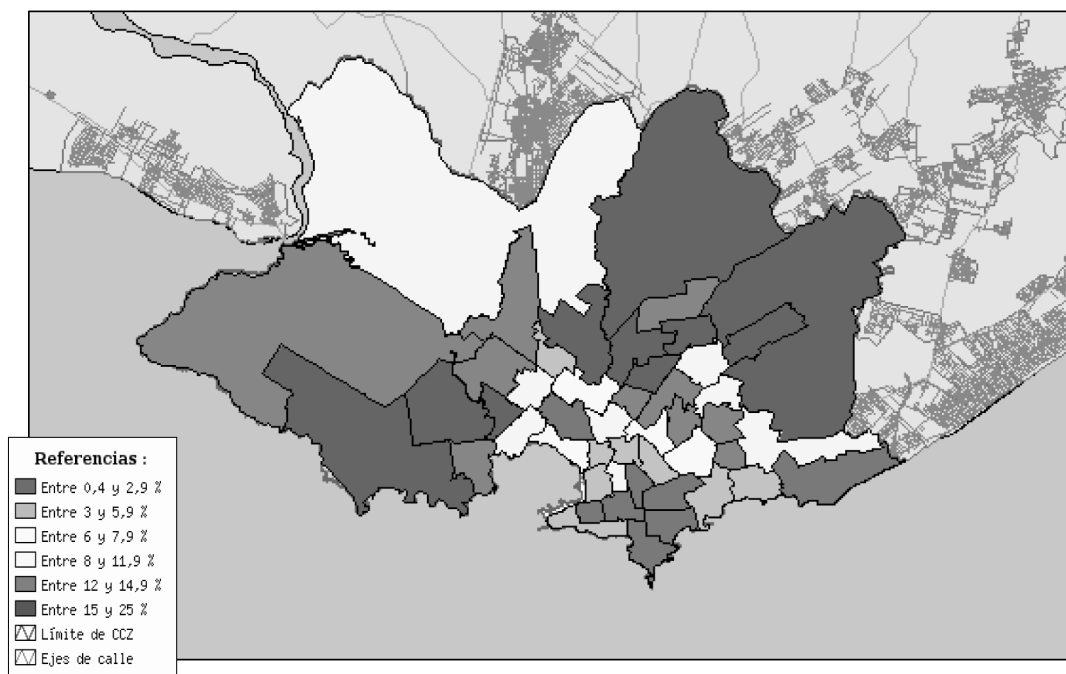 Referencias :
Entre 0,4 y 2,9 %
Entre 3 y 5,9 %
Entre 6 y 7,9 %
Entre 8 y 11,9 %
Entre 12 y 14,9 %
Entre 15 y 25 %
Límite de CCZ
Ejes de calle